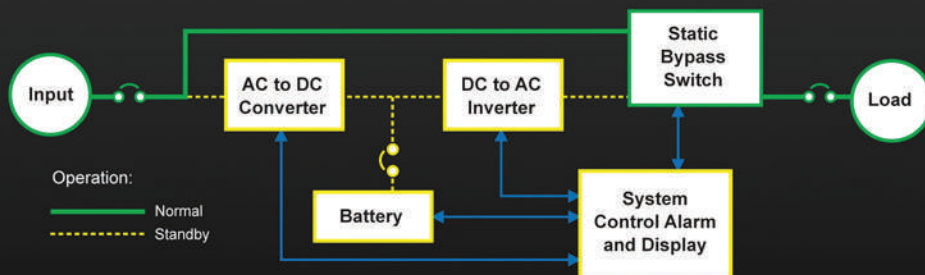 Static
Bypass
Switch
Input
AC to DC
Converter
DC to AC
Inverter
Load
Operation:
Normal
Standby
Battery
System
Control Alarm
and Display